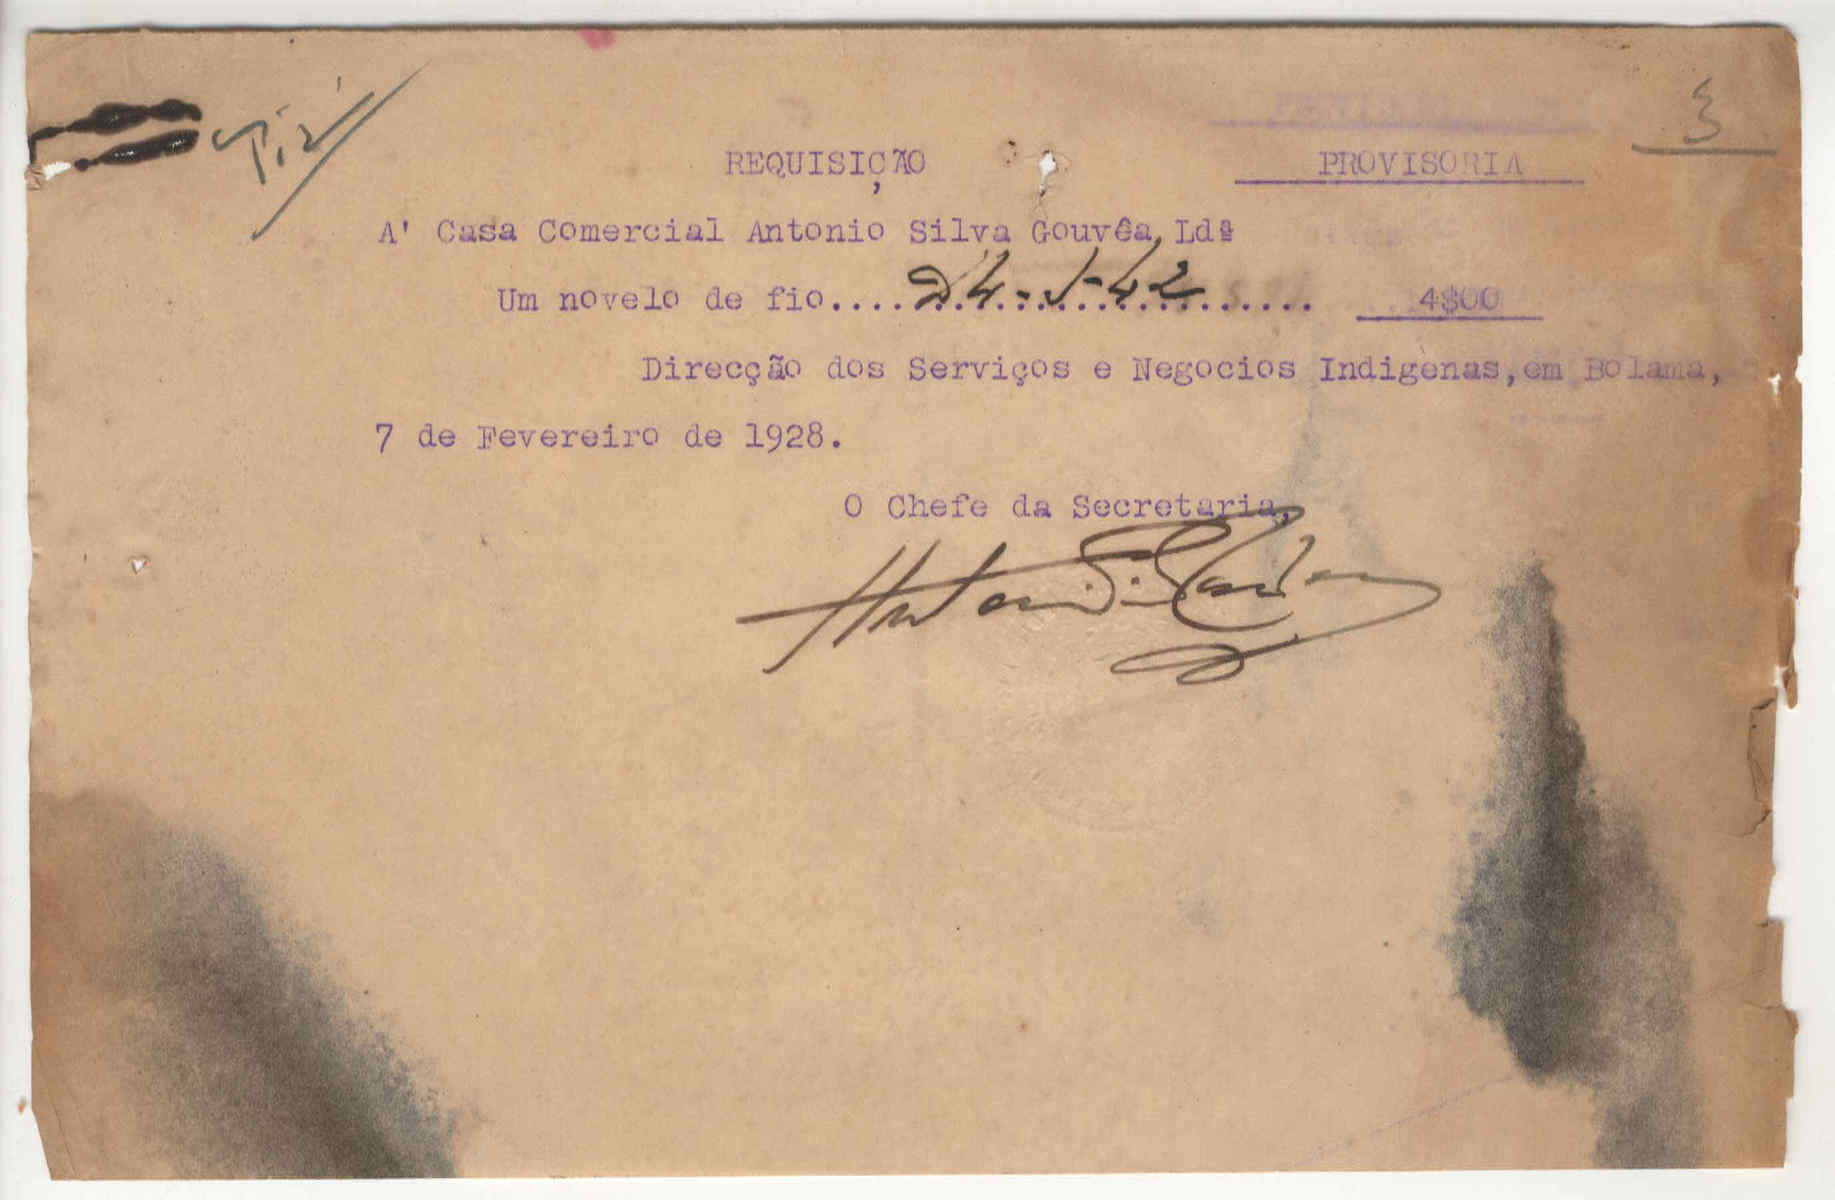 3
REQUISIÇÃO PROVISORIA
A' Casa Comercial Antonio Silva Gouvêa, Ldª
Um novelo de fio........................ 4$00
Direcção dos Serviços e Negocios Indigenas, em Bolama,
7 de Fevereiro de 1928.
O Chefe da Secretaria,